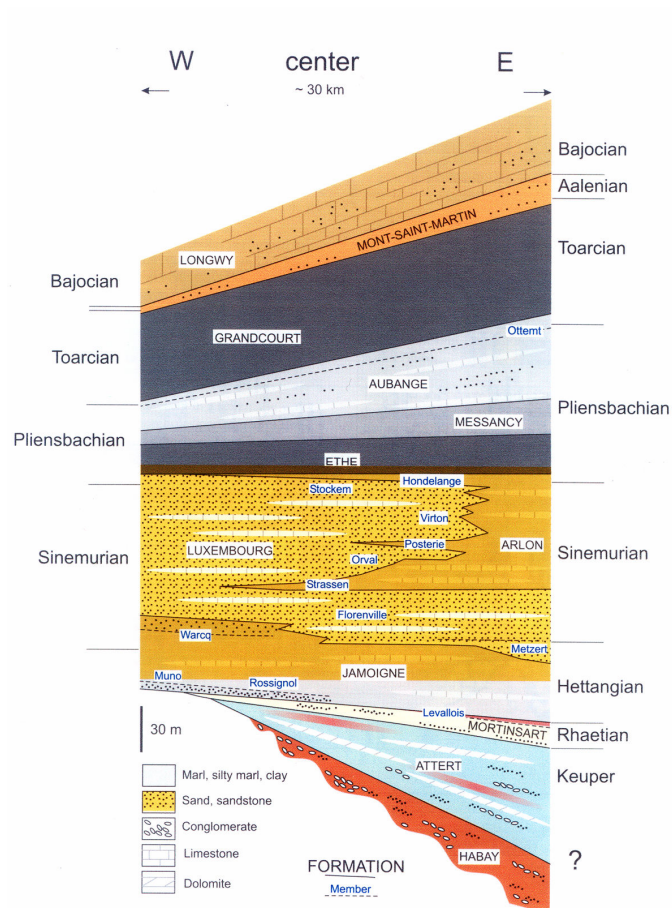 W center E
~ 30 km
Bajocian
Aalenian
MONT-SAINT-MARTIN
Toarcian
LONGWY
Bajocian
Ottemt
GRANDCOURT
Toarcian
AUBANGE
Pliensbachian
MESSANCY
Pliensbachian
ETHE
Hondelange
Stockem
Virton
Posterie
ARLON
LUXEMBOURG
Sinemurian
Sinemurian
Orval
Strassen
Florenville
Warcq
Metzert
JAMOIGNE
Muno
Rossignol
Hettangian
Levallois
MORTINSART
Rhaetian
30 m
ATTERT
Keuper
Marl, silty marl, clay
Sand, sandstone
Conglomerate
HABAY
?
Limestone
FORMATION
Dolomite
Member